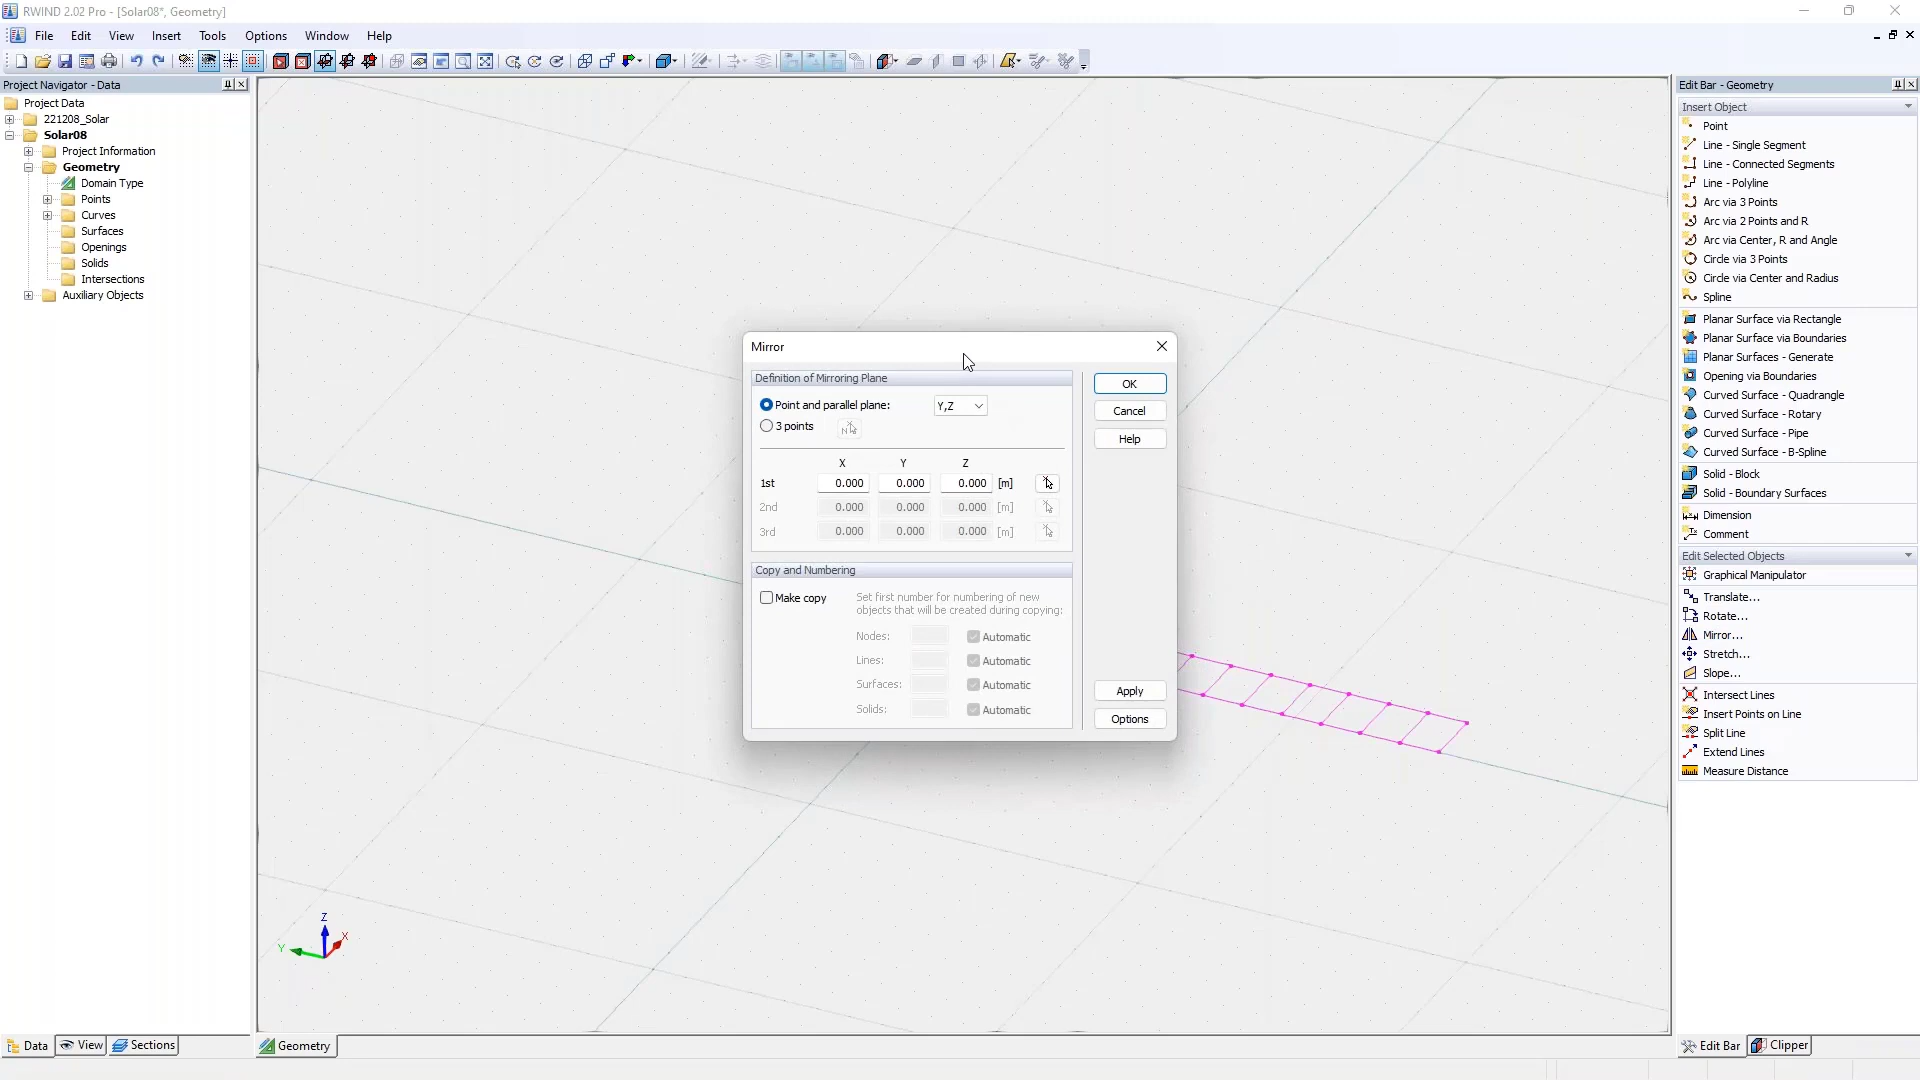 RWIND 2.02 Pro - [Solar08*, Geometry]
File Edit View Insert Tools Options Window Help
Project Navigator - Data
Project Data
221208_Solar
Solar08
Project Information
Geometry
Domain Type
Points
Curves
Surfaces
Openings
Solids
Intersections
Auxiliary Objects
Z
X
Y
Mirror
Definition of Mirroring Plane
Point and parallel plane: Y,Z
3 points
X Y Z
1st 0.000 0.000 0.000 [m]
2nd 0.000 0.000 0.000 [m]
3rd 0.000 0.000 0.000 [m]
Copy and Numbering
Make copy
Set first number for numbering of new
objects that will be created during copying:
Nodes: Automatic
Lines: Automatic
Surfaces: Automatic
Solids: Automatic
OK
Cancel
Help
Apply
Options
Edit Bar - Geometry
Insert Object
Point
Line - Single Segment
Line - Connected Segments
Line - Polyline
Arc via 3 Points
Arc via 2 Points and R
Arc via Center, R and Angle
Circle via 3 Points
Circle via Center and Radius
Spline
Planar Surface via Rectangle
Planar Surface via Boundaries
Planar Surfaces - Generate
Opening via Boundaries
Curved Surface - Quadrangle
Curved Surface - Rotary
Curved Surface - Pipe
Curved Surface - B-Spline
Solid - Block
Solid - Boundary Surfaces
Dimension
Comment
Edit Selected Objects
Graphical Manipulator
Translate...
Rotate...
Mirror...
Stretch...
Slope...
Intersect Lines
Insert Points on Line
Split Line
Extend Lines
Measure Distance
Data View Sections
Geometry
Edit Bar Clipper